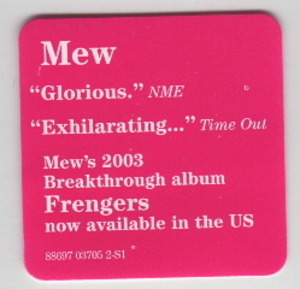 Mew
“Glorious.” NME
“Exhilarating...” Time Out
Mew's 2003
Breakthrough album
Frengers
now available in the US
88697 03705 2-S1